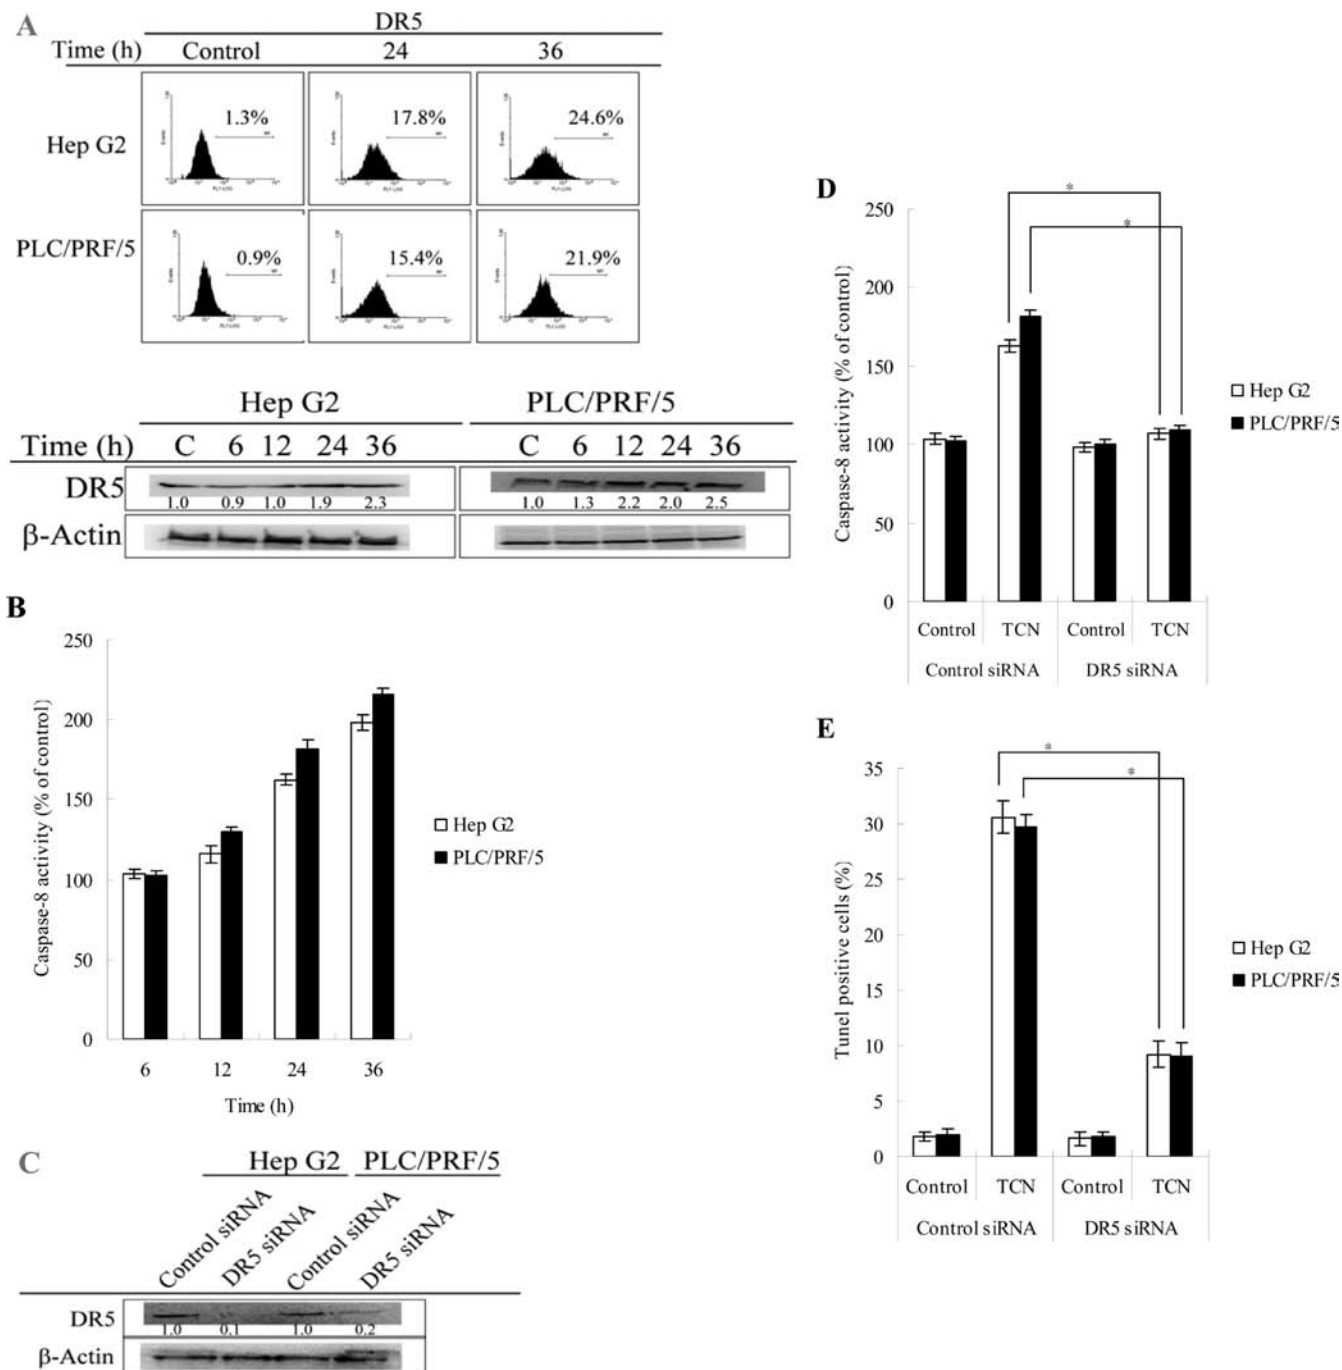 A
DR5
Time (h) Control 24 36
Hep G2 1.3% 17.8% 24.6%
PLC/PRF/5 0.9% 15.4% 21.9%
Hep G2 PLC/PRF/5
Time (h) C 6 12 24 36 C 6 12 24 36
DR5
1.0 0.9 1.0 1.9 2.3 1.0 1.3 2.2 2.0 2.5
β-Actin
B
Caspase-8 activity (% of control)
250
200
150
100
50
0
6 12 24 36
Time (h)
Hep G2
PLC/PRF/5
C
Hep G2 PLC/PRF/5
Control siRNA DR5 siRNA Control siRNA DR5 siRNA
DR5
1.0 0.1 1.0 0.2
β-Actin
D
Caspase-8 activity (% of control)
250
200
150
100
50
0
* *
Control TCN Control TCN
Control siRNA DR5 siRNA
Hep G2
PLC/PRF/5
E
Tunel positive cells (%)
35
30
25
20
15
10
5
0
* *
Control TCN Control TCN
Control siRNA DR5 siRNA
Hep G2
PLC/PRF/5